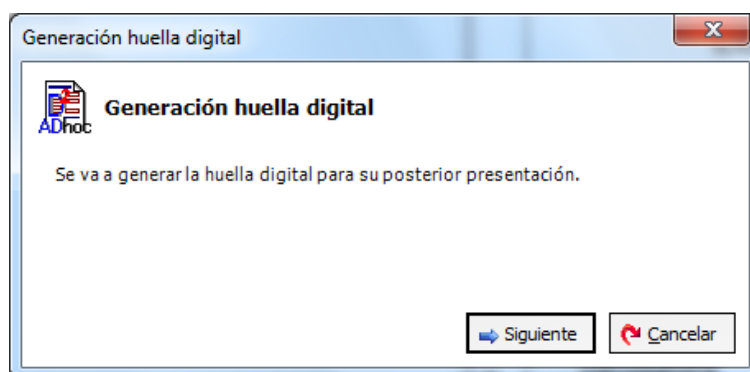 Generación huella digital
X
ADhoc
Generación huella digital
Se va a generar la huella digital para su posterior presentación.
Siguiente
Cancelar